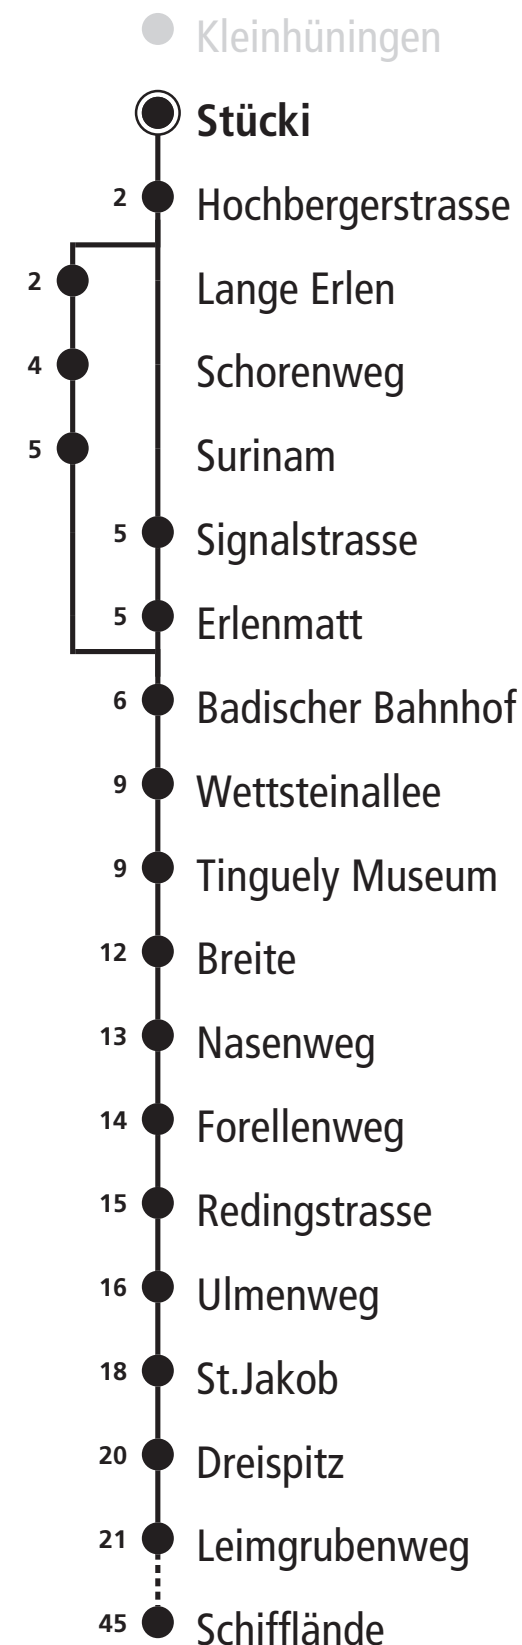 Kleinhüningen
Stücki
2 Hochbergerstrasse
2 Lange Erlen
4 Schorenweg
5 Surinam
5 Signalstrasse
5 Erlenmatt
6 Badischer Bahnhof
9 Wettsteinallee
9 Tinguely Museum
12 Breite
13 Nasenweg
14 Forellenweg
15 Redingstrasse
16 Ulmenweg
18 St.Jakob
20 Dreispitz
21 Leimgrubenweg
45 Schifflände